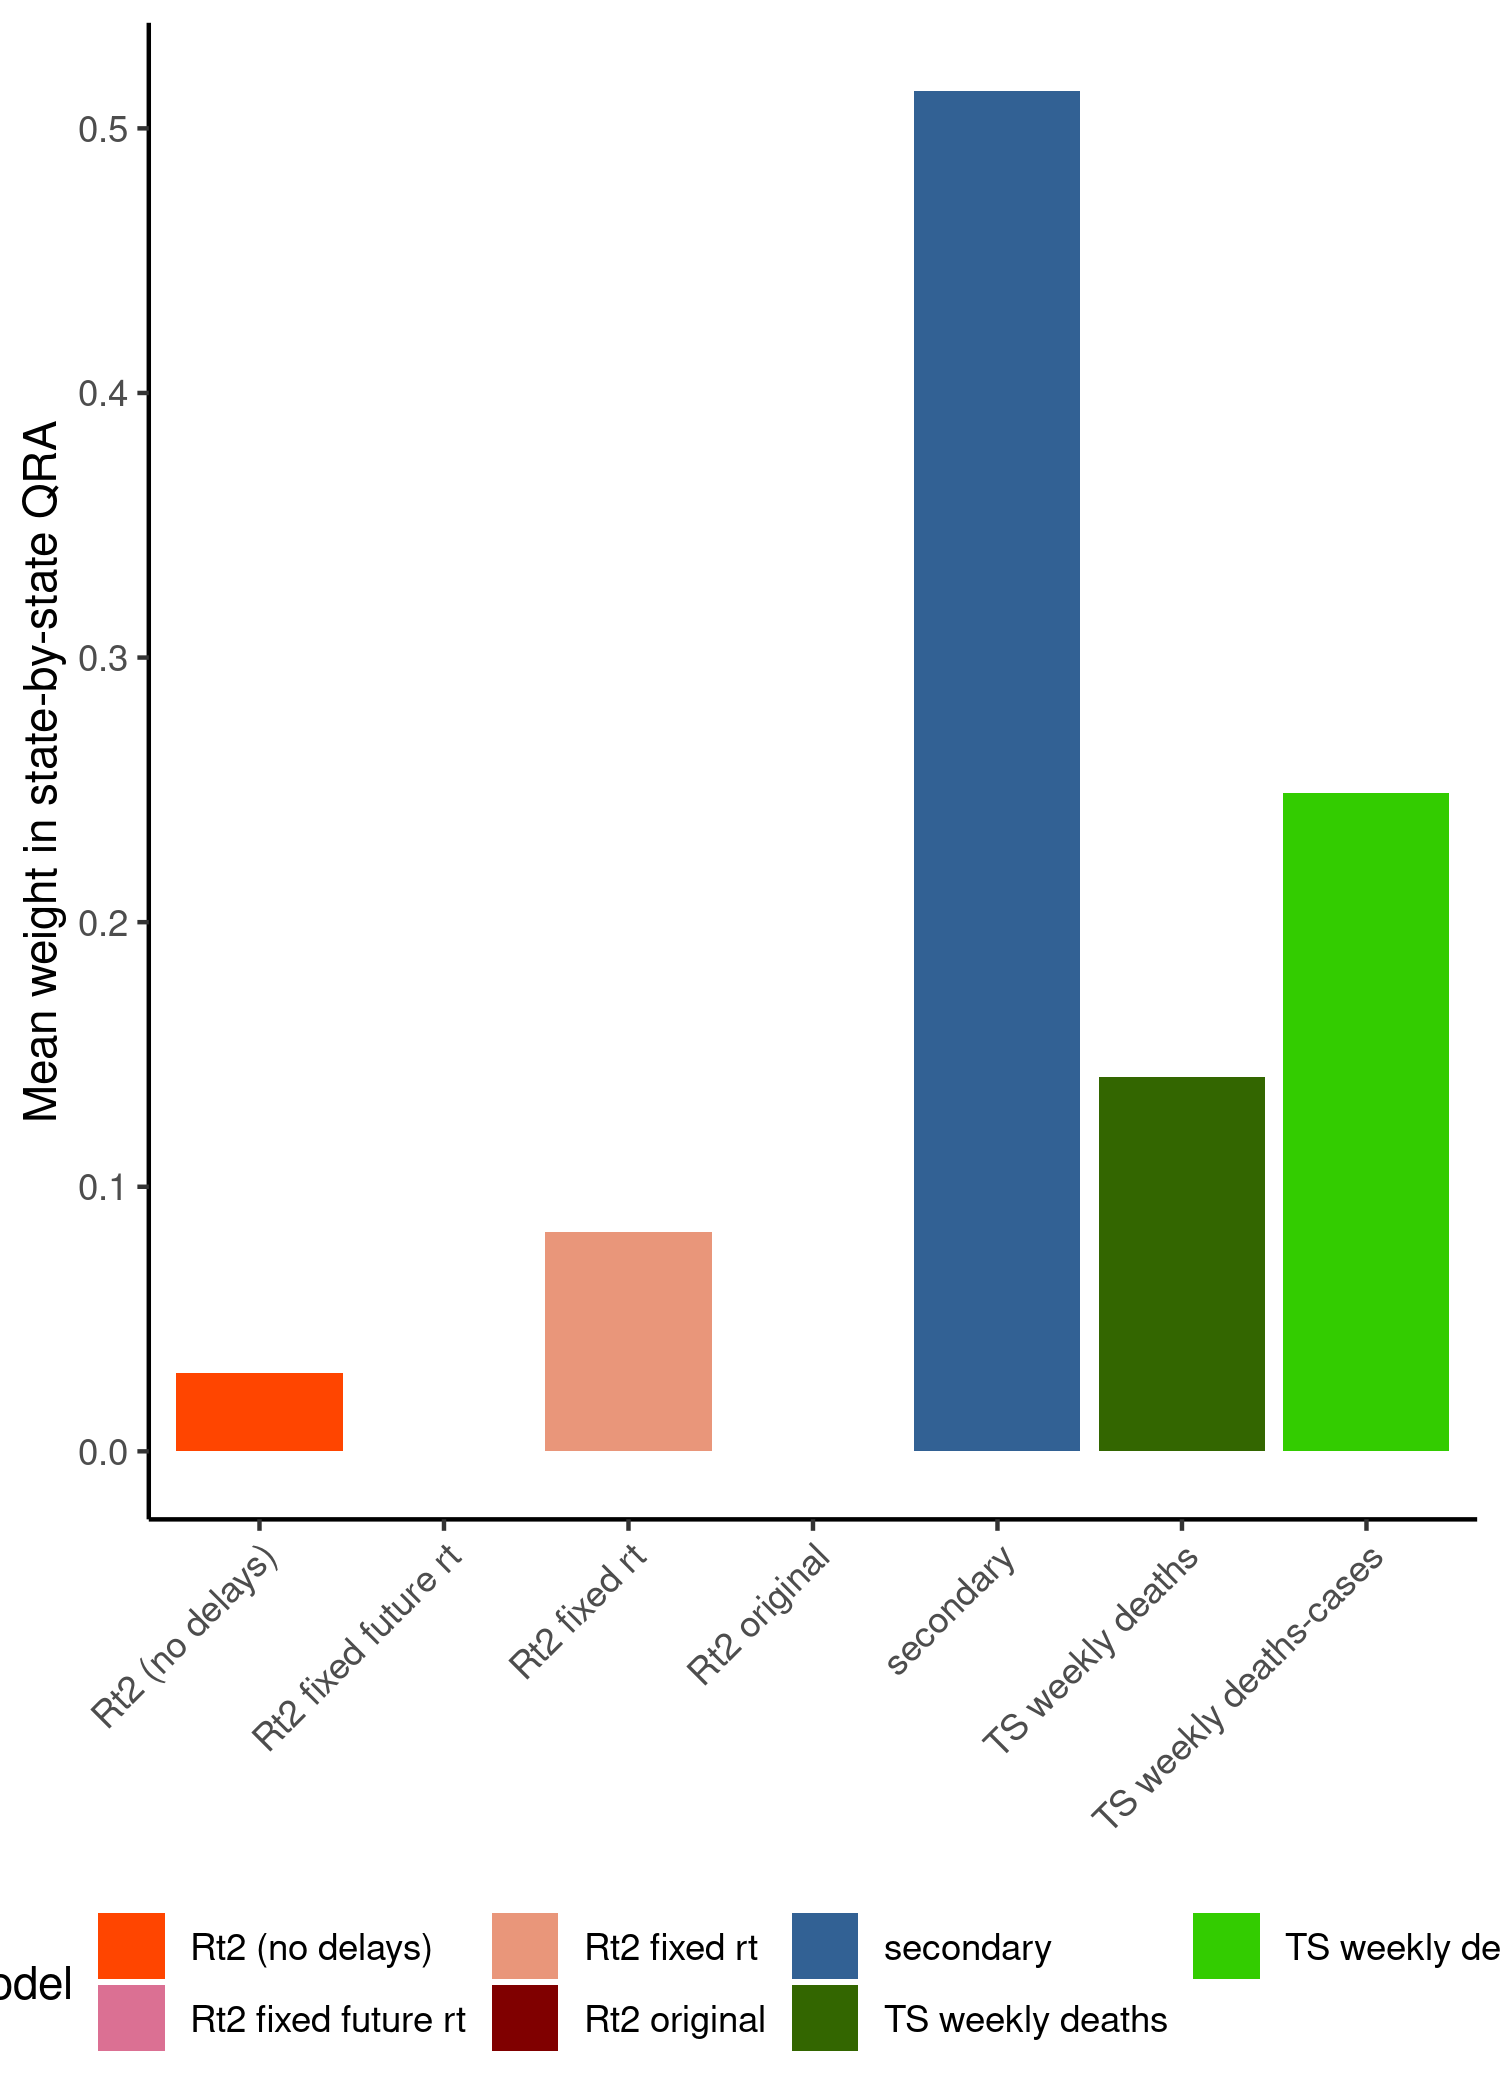 Mean weight in state-by-state QRA
0.5
0.4
0.3
0.2
0.1
0.0
Rt2 (no delays)
Rt2 fixed future rt
Rt2 fixed rt
Rt2 original
secondary
TS weekly deaths
TS weekly deaths-cases
odel
Rt2 (no delays)
Rt2 fixed rt
secondary
TS weekly de
Rt2 fixed future rt
Rt2 original
TS weekly deaths